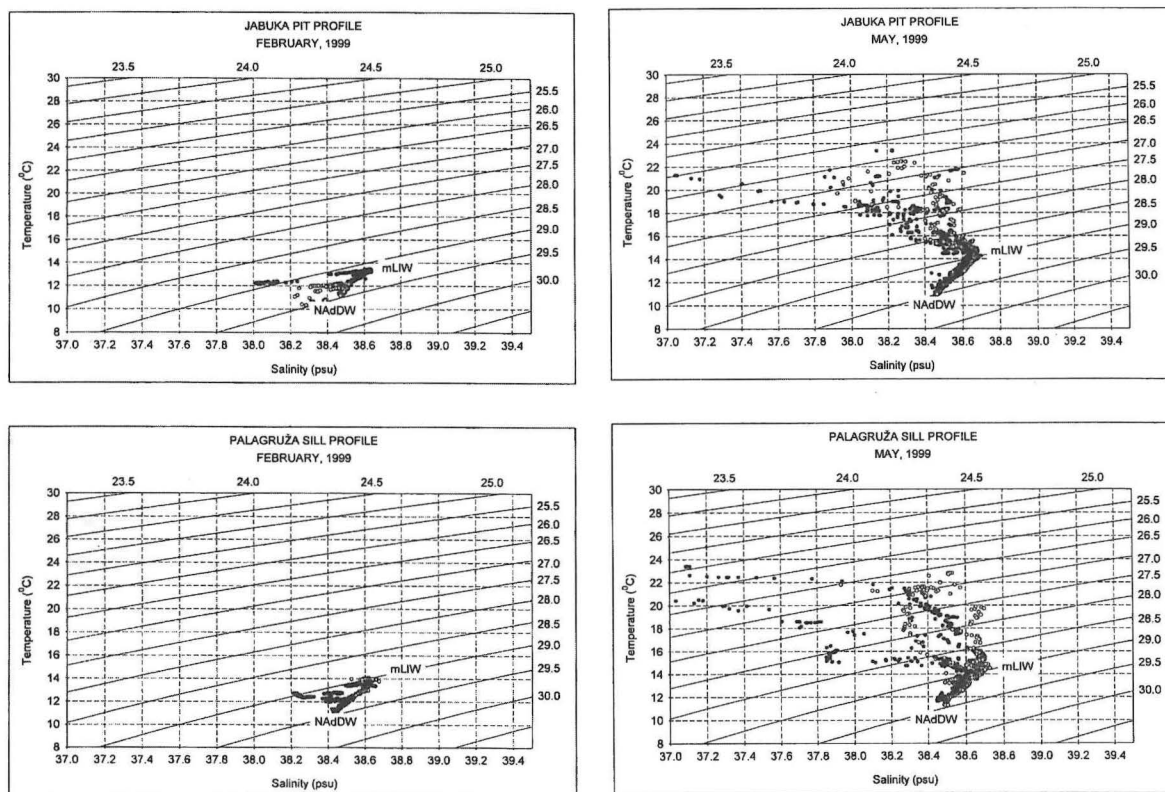 JABUKA PIT PROFILE
FEBRUARY, 1999
23.5 24.0 24.5 25.0
30
28
26
24
22
20
18
16
14
12
10
8
25.5
26.0
26.5
27.0
27.5
28.0
28.5
29.0
29.5
30.0
Temperature (⁰C)
mLIW
NAdDW
37.0 37.2 37.4 37.6 37.8 38.0 38.2 38.4 38.6 38.8 39.0 39.2 39.4
Salinity (psu)
JABUKA PIT PROFILE
MAY, 1999
23.5 24.0 24.5 25.0
30
28
26
24
22
20
18
16
14
12
10
8
25.5
26.0
26.5
27.0
27.5
28.0
28.5
29.0
29.5
30.0
Temperature (⁰C)
mLIW
NAdDW
37.0 37.2 37.4 37.6 37.8 38.0 38.2 38.4 38.6 38.8 39.0 39.2 39.4
Salinity (psu)
PALAGRUŽA SILL PROFILE
FEBRUARY, 1999
23.5 24.0 24.5 25.0
30
28
26
24
22
20
18
16
14
12
10
8
25.5
26.0
26.5
27.0
27.5
28.0
28.5
29.0
29.5
30.0
Temperature (⁰C)
mLIW
NAdDW
37.0 37.2 37.4 37.6 37.8 38.0 38.2 38.4 38.6 38.8 39.0 39.2 39.4
Salinity (psu)
PALAGRUŽA SILL PROFILE
MAY, 1999
23.5 24.0 24.5 25.0
30
28
26
24
22
20
18
16
14
12
10
8
25.5
26.0
26.5
27.0
27.5
28.0
28.5
29.0
29.5
30.0
Temperature (⁰C)
mLIW
NAdDW
37.0 37.2 37.4 37.6 37.8 38.0 38.2 38.4 38.6 38.8 39.0 39.2 39.4
Salinity (psu)